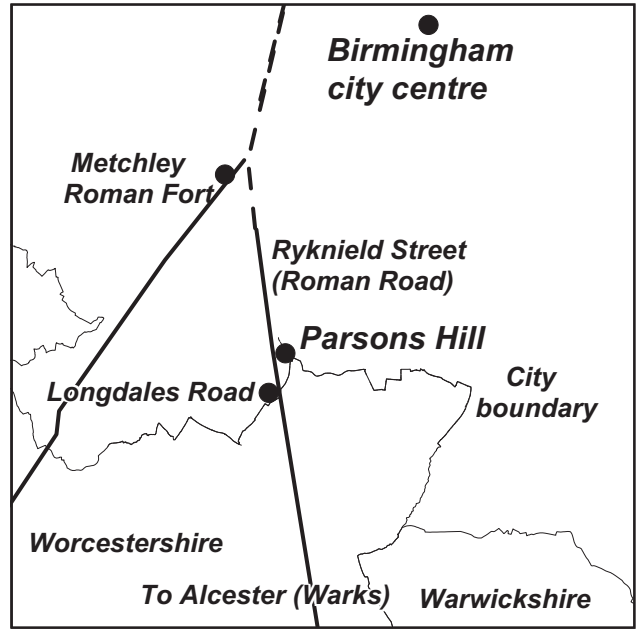 Birmingham
city centre
Metchley
Roman Fort
Ryknield Street
(Roman Road)
Parsons Hill
Longdales Road
City
boundary
Worcestershire
To Alcester (Warks)
Warwickshire